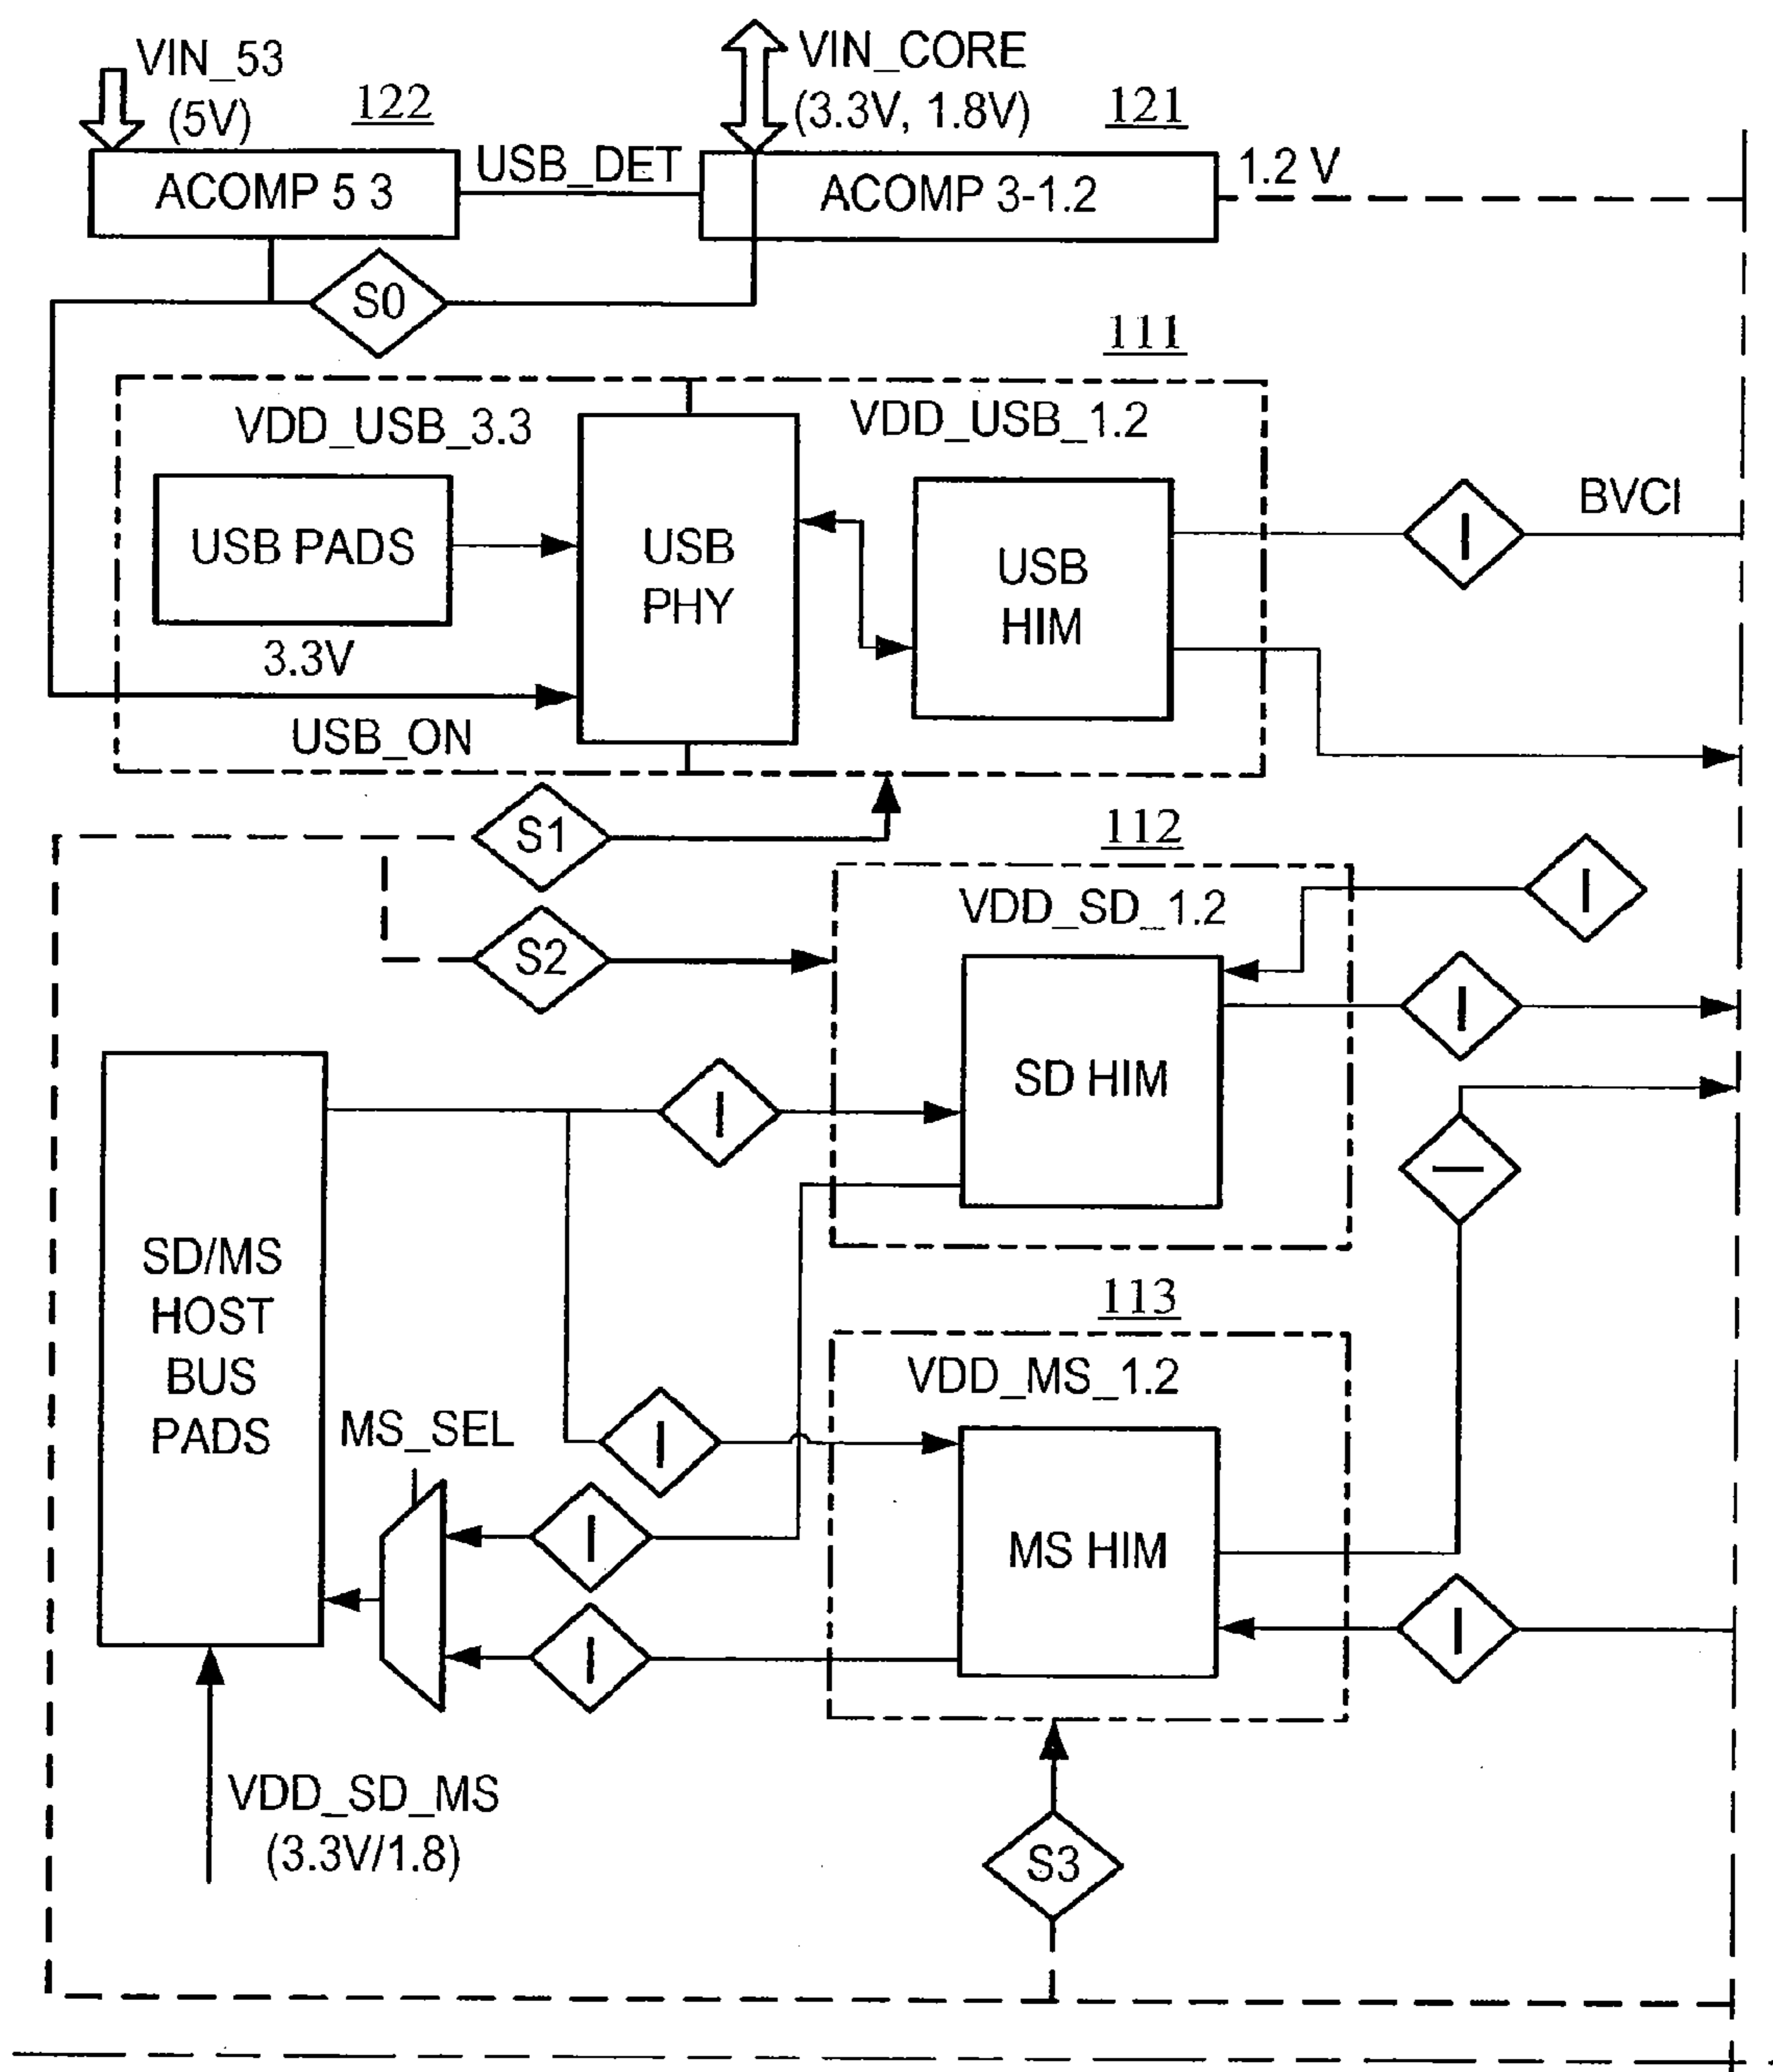 VIN_53
(5V)
122
VIN_CORE
(3.3V, 1.8V)
121
ACOMP 5 3
USB_DET
ACOMP 3-1.2
1.2 V
S0
111
VDD_USB_3.3
VDD_USB_1.2
USB PADS
USB
PHY
USB
HIM
I
BVCI
3.3V
USB_ON
S1
112
S2
VDD_SD_1.2
I
I
SD HIM
I
I
SD/MS
HOST
BUS
PADS
113
VDD_MS_1.2
MS_SEL
I
I
MS HIM
I
I
VDD_SD_MS
(3.3V/1.8)
S3